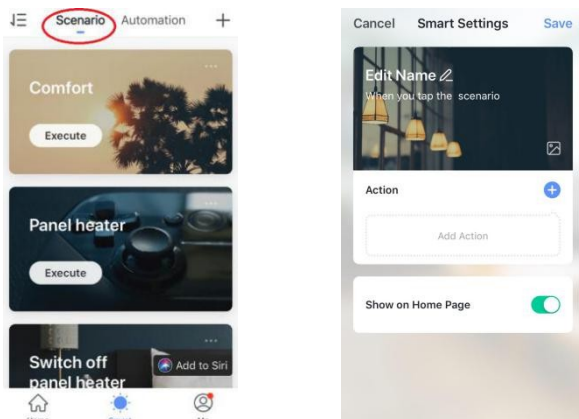 Scenario Automation
Comfort
Execute
Panel heater
Execute
Switch off
panel heater
Add to Siri
Cancel Smart Settings Save
Edit Name
When you tap the scenario
Action
Add Action
Show on Home Page